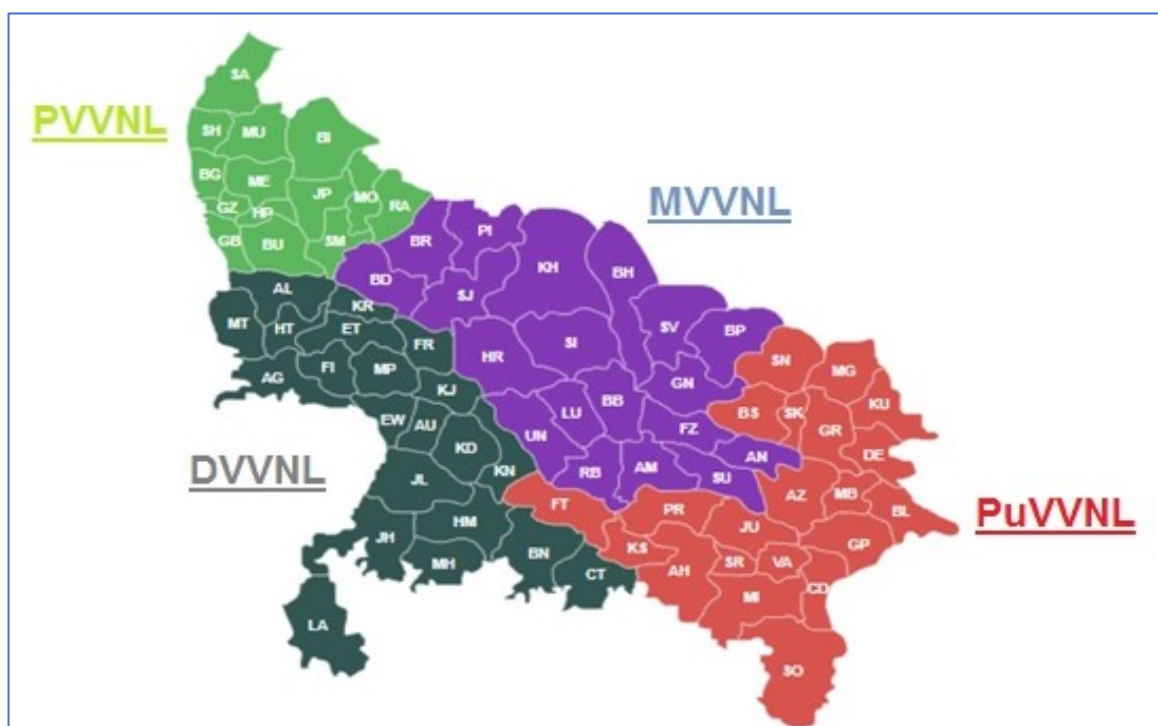 SA
PVVNL
SH
MU
BI
BG
ME
JP
MO
RA
GZ
HP
GB
BU
SM
MVVNL
BR
PI
KH
BH
BD
SJ
SV
BP
HR
SI
GN
LU
BB
FZ
UN
RB
AM
SU
AN
AL
KR
MT
HT
ET
FR
AG
FI
MP
KJ
EW
AU
KD
KN
DVVNL
JL
HM
JH
MH
BN
CT
LA
SN
MG
BS
SK
GR
KU
DE
AZ
MB
BL
PuVVNL
FT
PR
JU
GP
KS
AH
SR
VA
CD
MI
SO